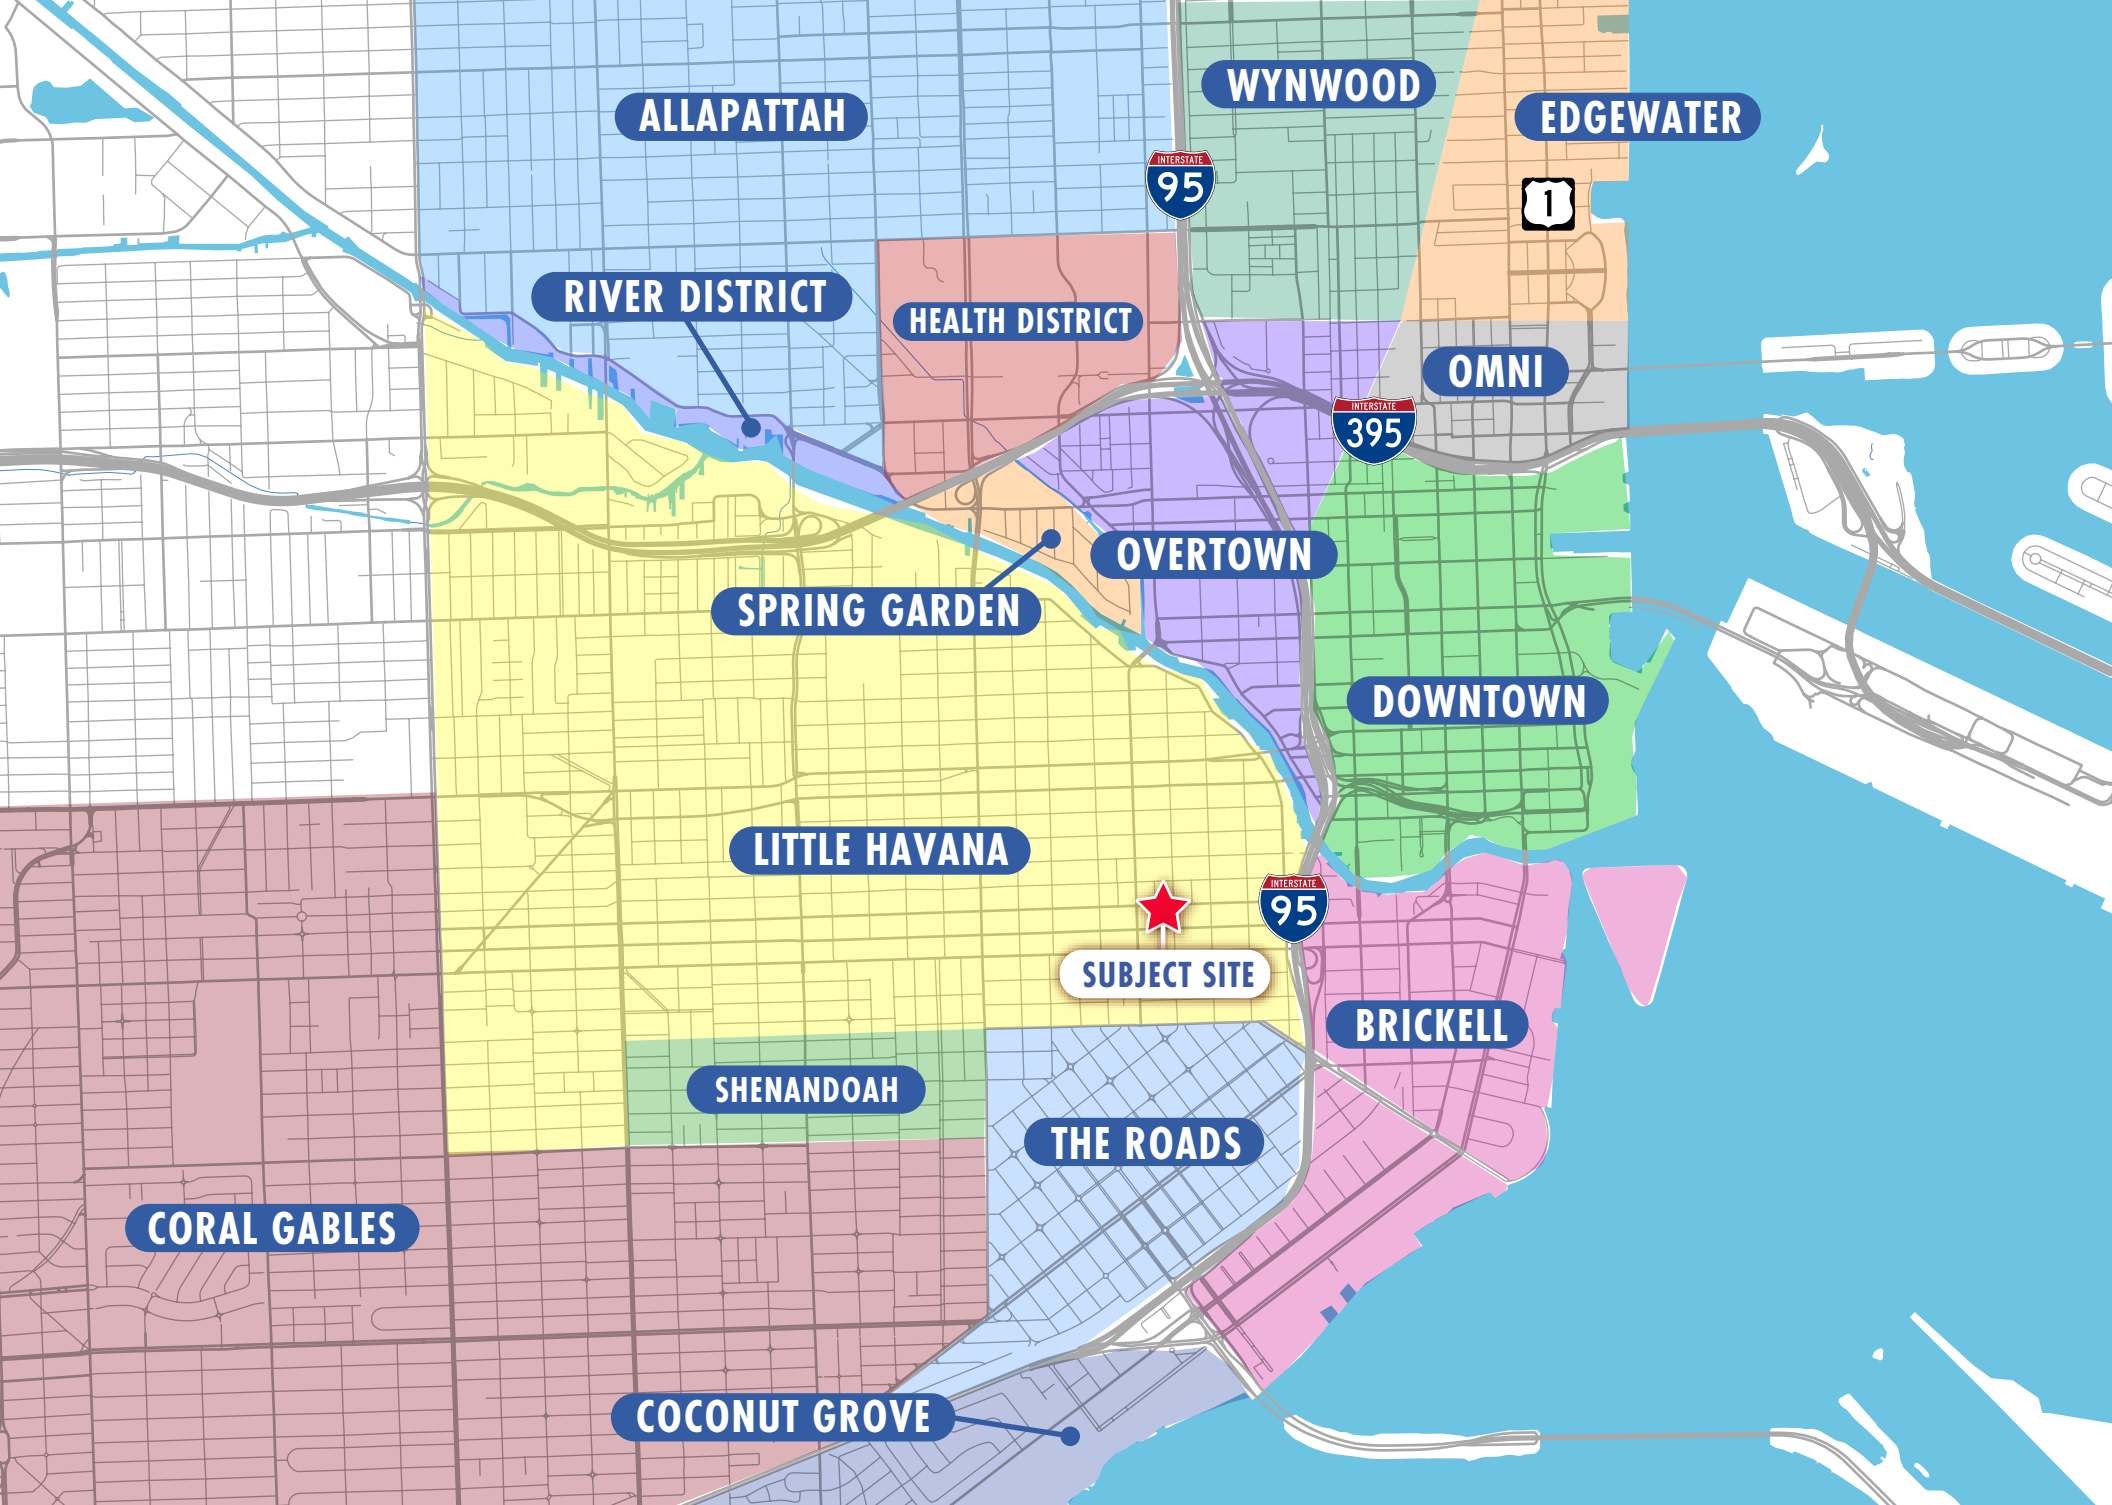 WYNWOOD
ALLAPATTAH
EDGEWATER
INTERSTATE
95
1
RIVER DISTRICT
HEALTH DISTRICT
OMNI
INTERSTATE
395
OVERTOWN
SPRING GARDEN
DOWNTOWN
LITTLE HAVANA
INTERSTATE
95
SUBJECT SITE
BRICKELL
SHENANDOAH
THE ROADS
CORAL GABLES
COCONUT GROVE